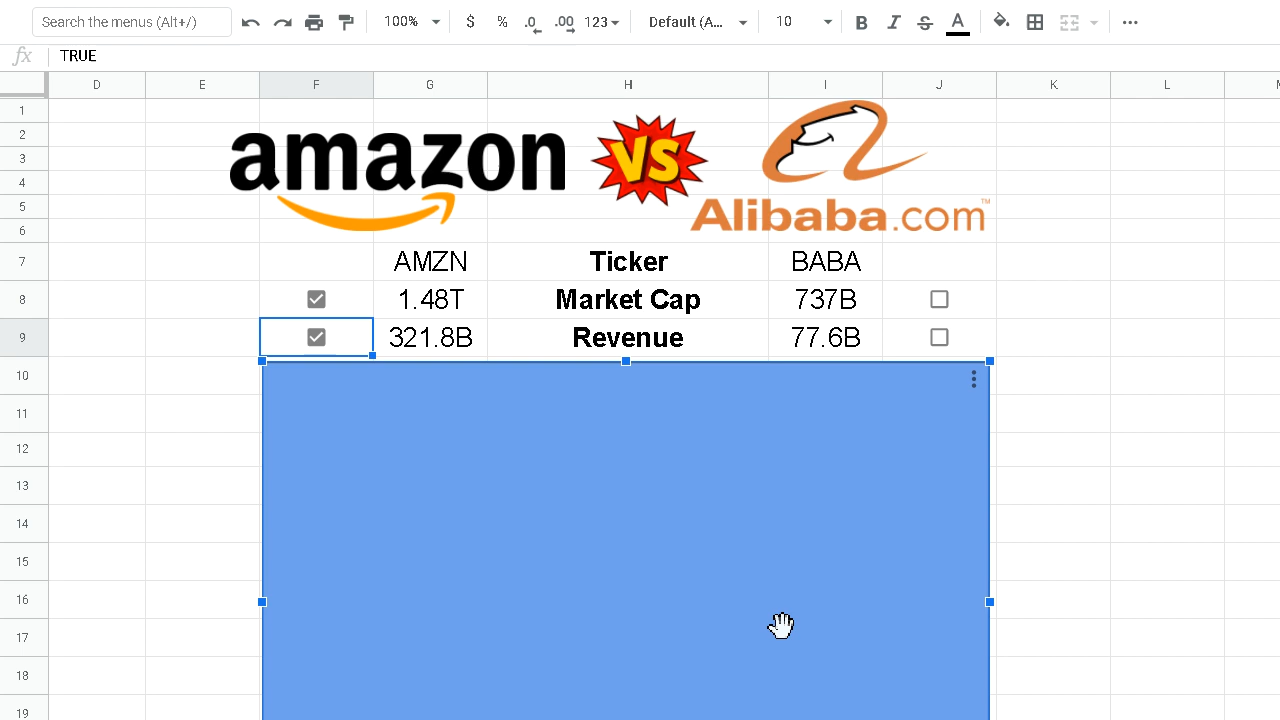 Search the menus (Alt+/)
100%
$
%
.0
.00
123
Default (A...
10
B
I
S
A
fx
TRUE
D
E
F
G
H
I
J
K
L
1
2
3
4
5
6
7
8
9
10
11
12
13
14
15
16
17
18
19
amazon
VS
Alibaba.com™
AMZN Ticker BABA
1.48T Market Cap 737B
321.8B Revenue 77.6B